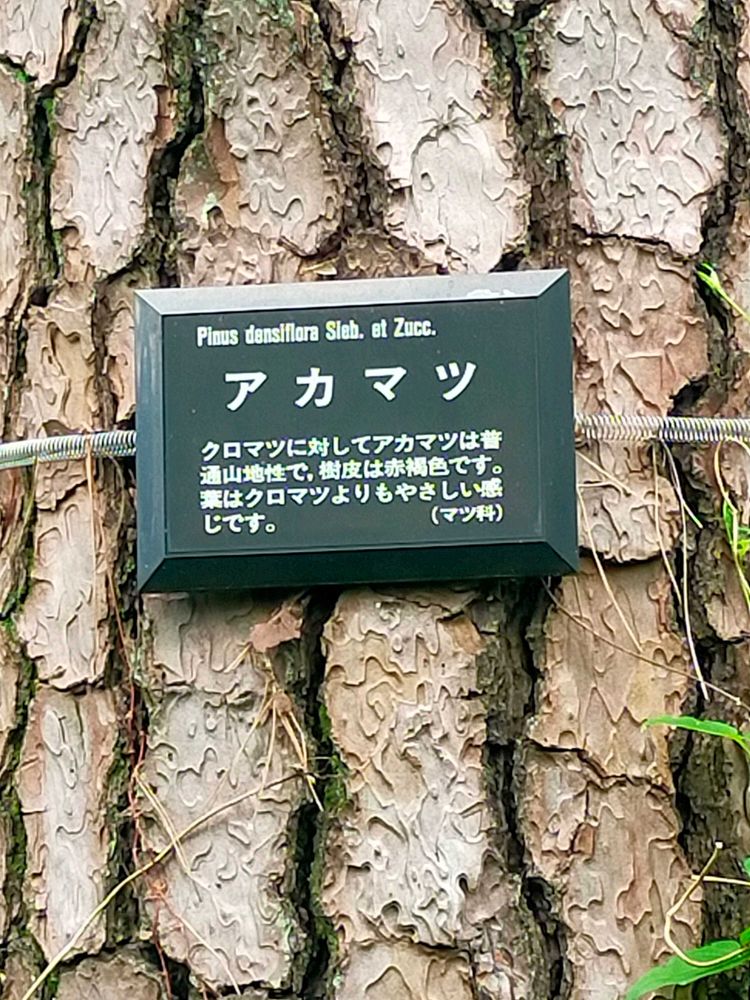 Pinus densiflora Sieb. et Zucc.
アカマツ
クロマツに対してアカマツは普
通山地性で,樹皮は赤褐色です。
葉はクロマツよりもやさしい感
じです。 (マツ科)